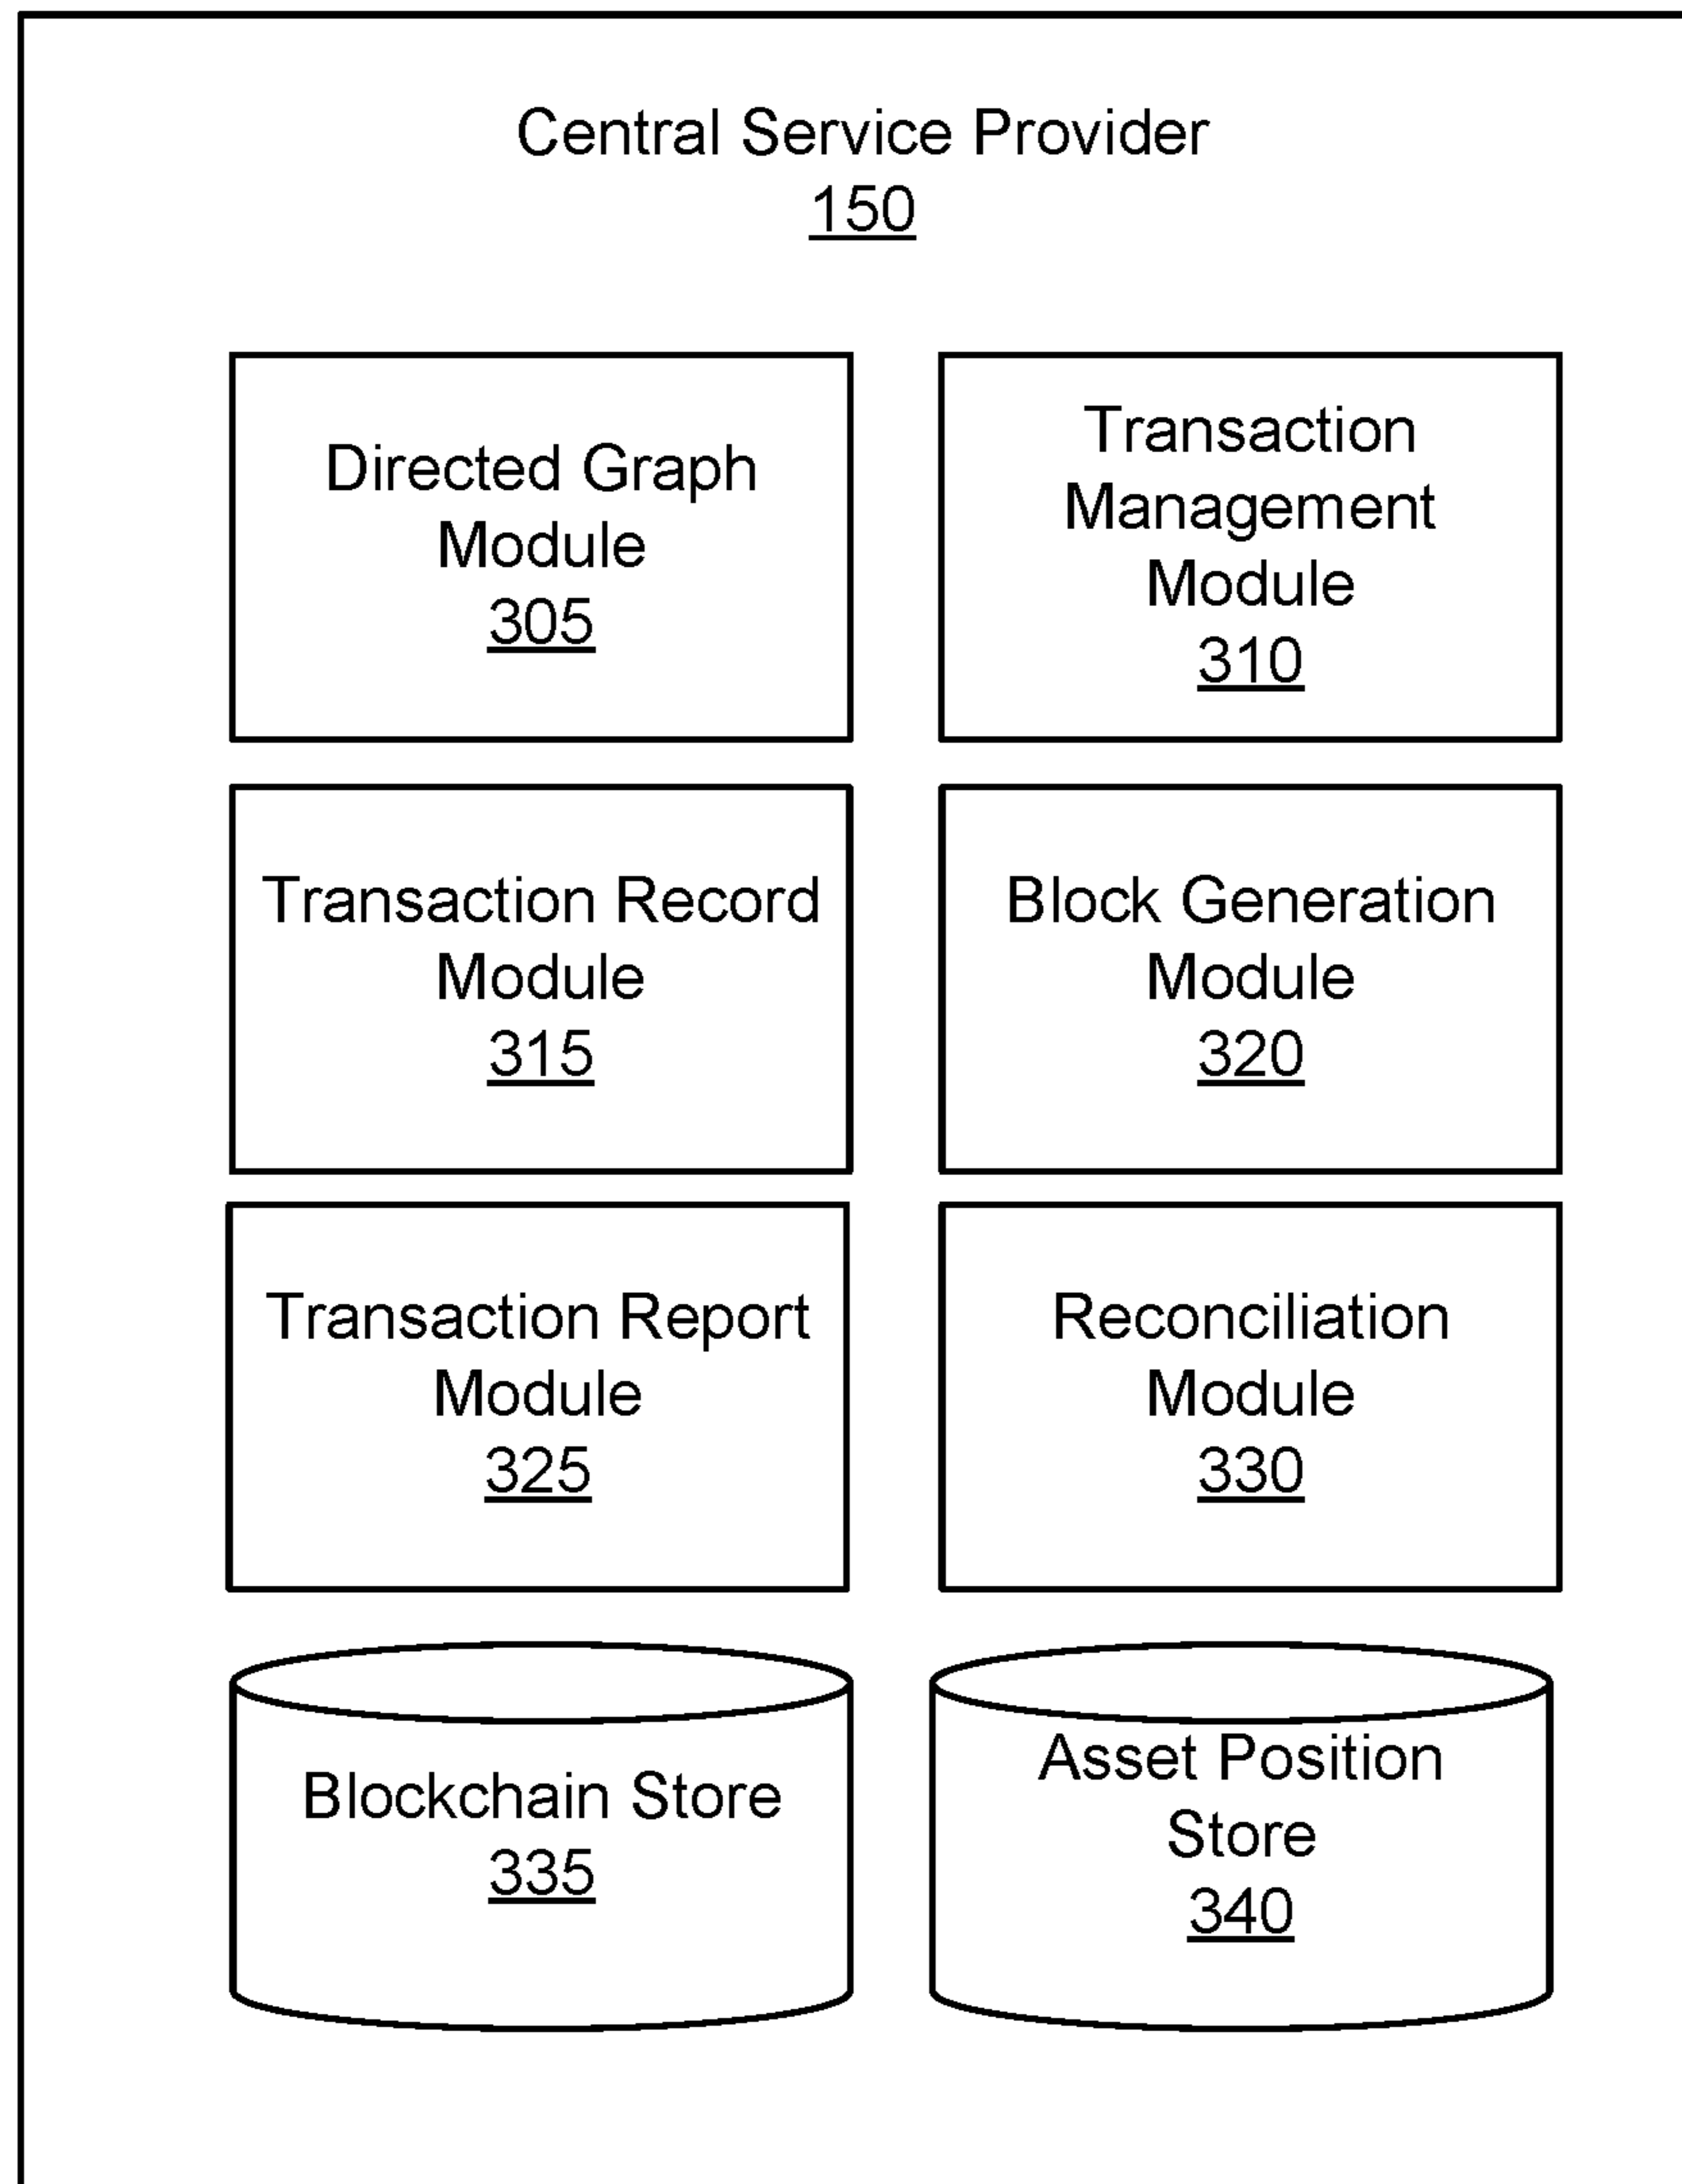 Central Service Provider
150
Directed Graph
Module
305
Transaction
Management
Module
310
Transaction Record
Module
315
Block Generation
Module
320
Transaction Report
Module
325
Reconciliation
Module
330
Blockchain Store
335
Asset Position
Store
340